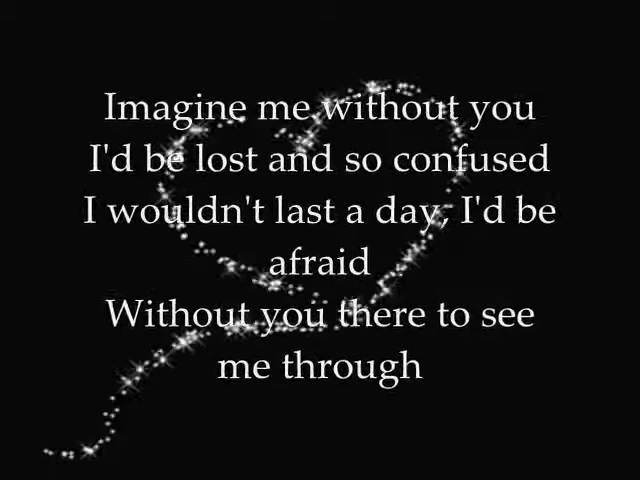 Imagine me without you
I'd be lost and so confused
I wouldn't last a day, I'd be
afraid
Without you there to see
me through